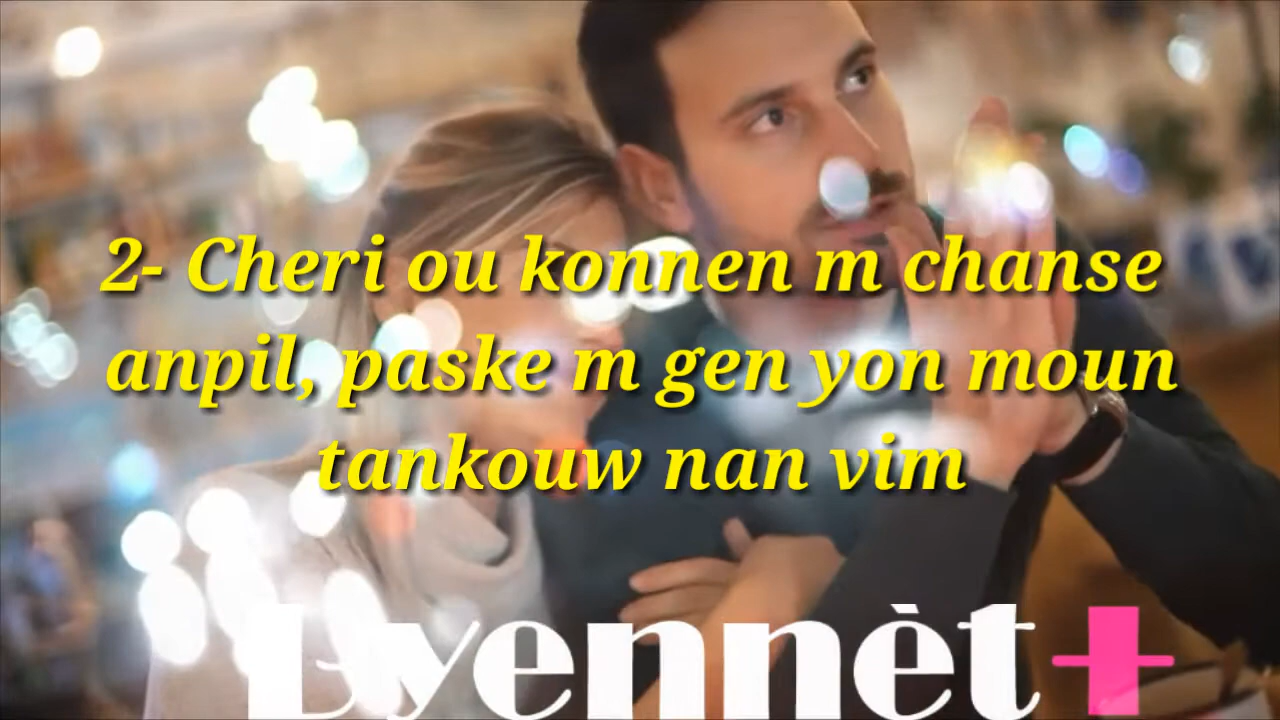 2- Cheri ou konnen m chanse
anpil, paske m gen yon moun
tankouw nan vim
Byennèt+